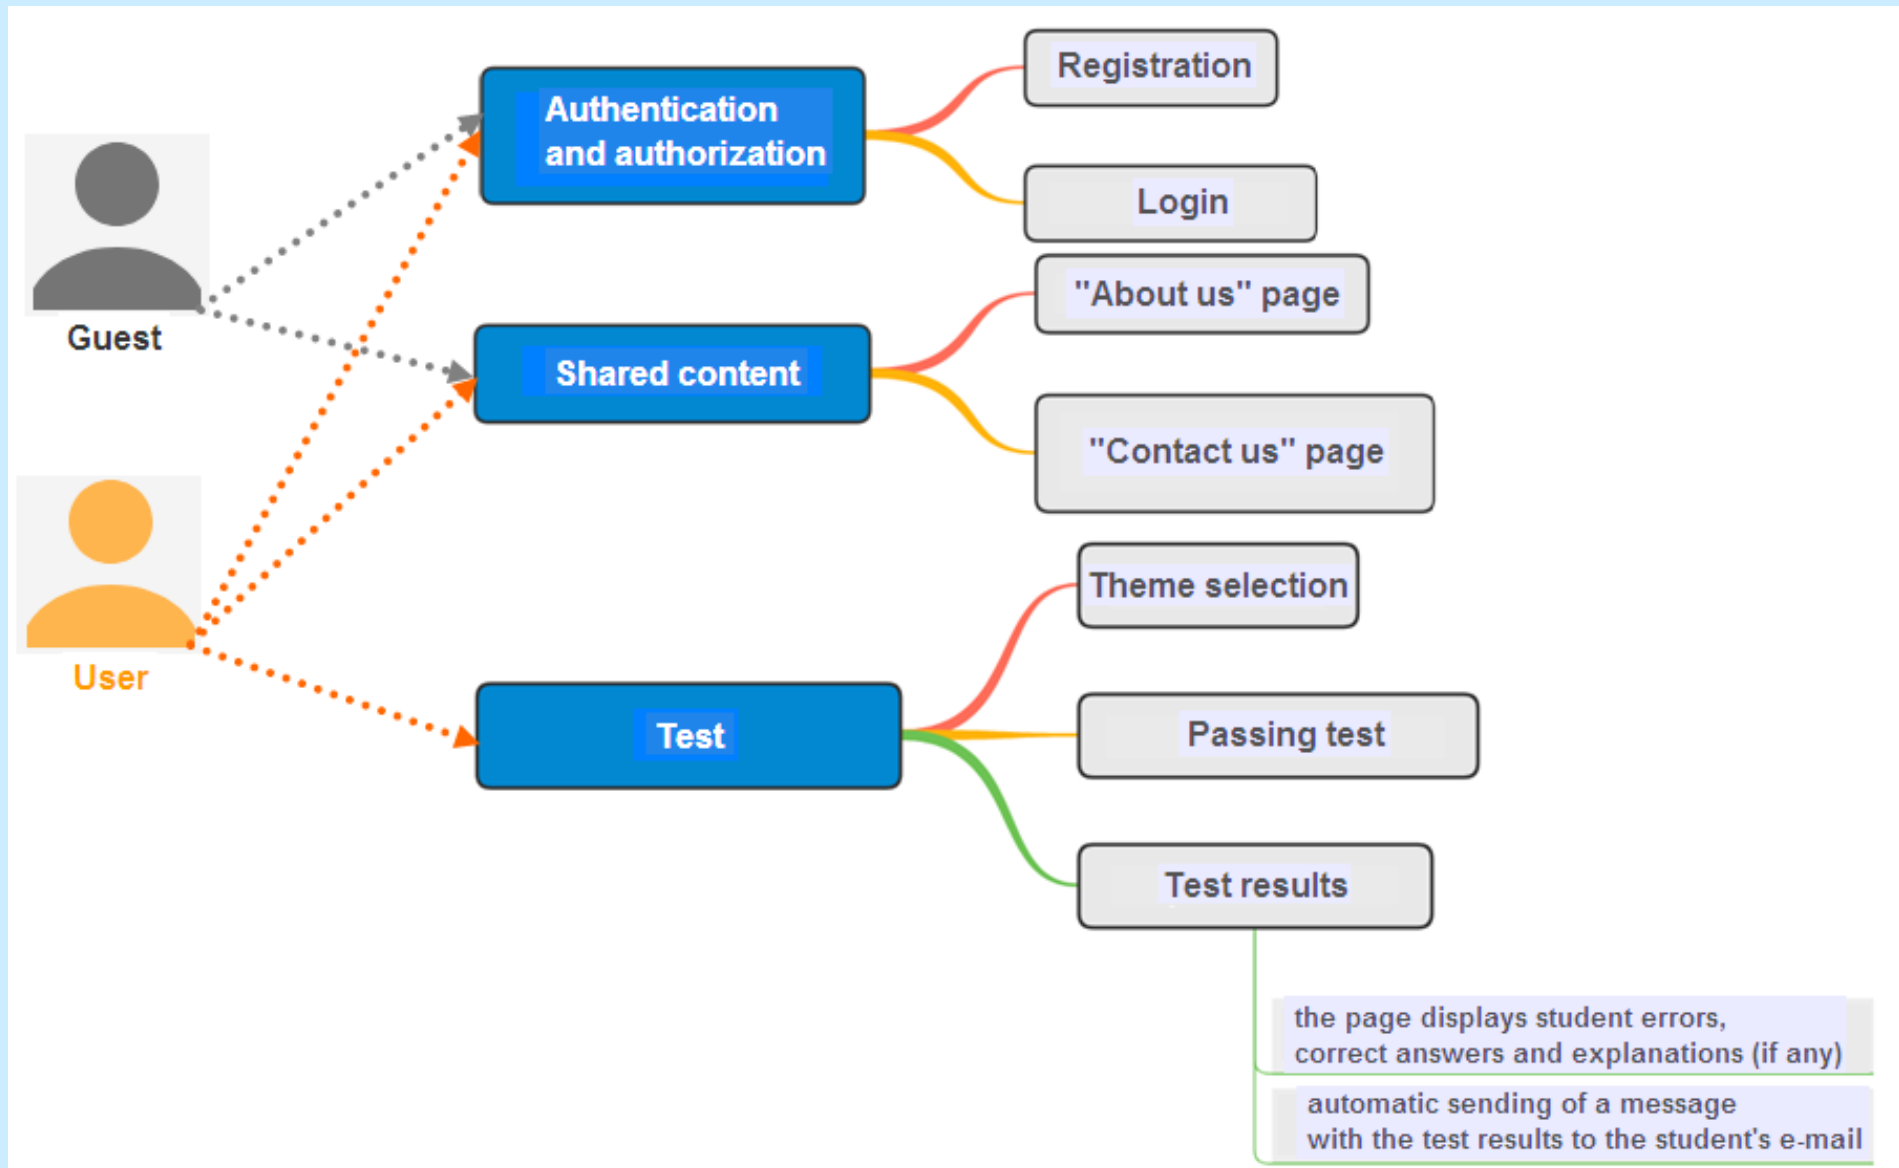 Guest
User
Authentication
and authorization
Registration
Login
Shared content
"About us" page
"Contact us" page
Test
Theme selection
Passing test
Test results
the page displays student errors,
correct answers and explanations (if any)
automatic sending of a message
with the test results to the student's e-mail